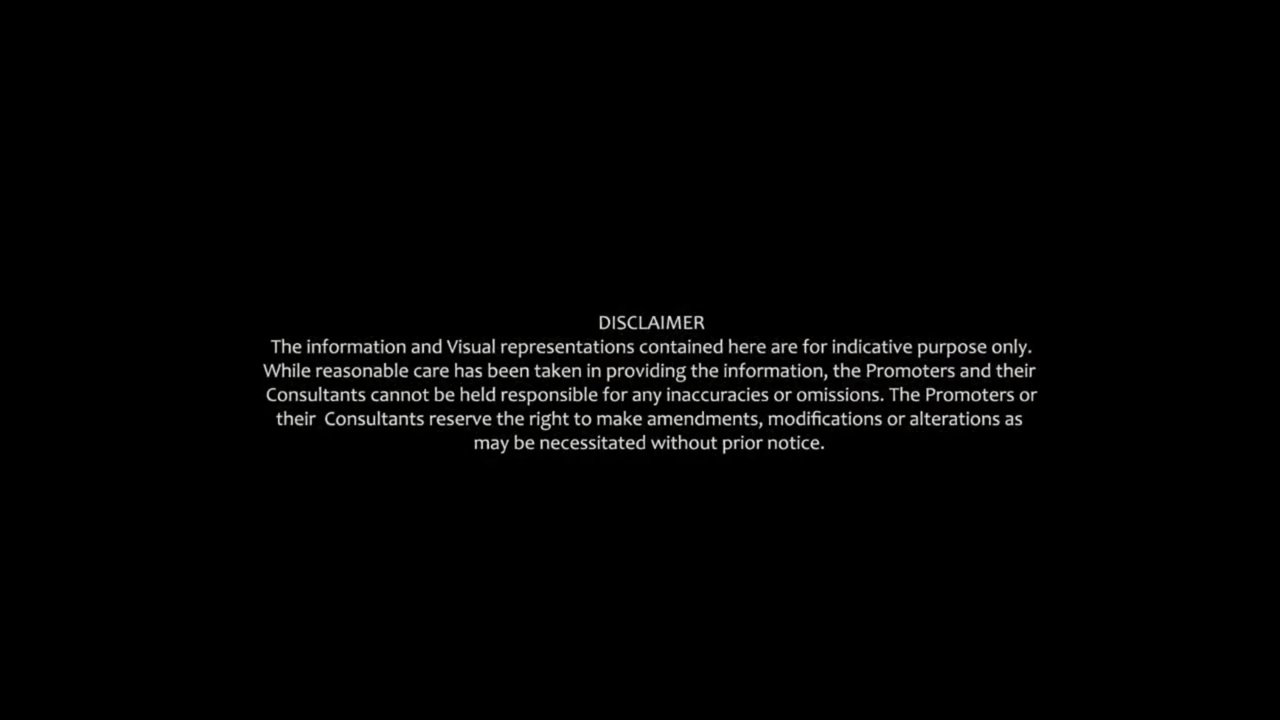 DISCLAIMER
The information and Visual representations contained here are for indicative purpose only.
While reasonable care has been taken in providing the information, the Promoters and their
Consultants cannot be held responsible for any inaccuracies or omissions. The Promoters or
their  Consultants reserve the right to make amendments, modifications or alterations as
may be necessitated without prior notice.